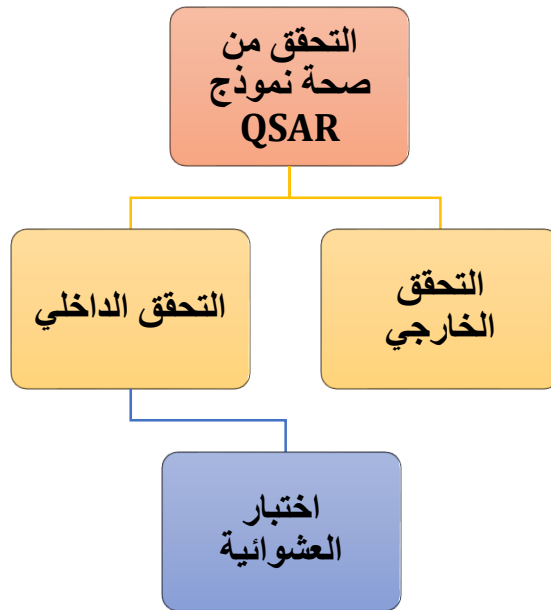 التحقق من
صحة نموذج
QSAR
التحقق
الخارجي
التحقق الداخلي
اختبار
العشوائية